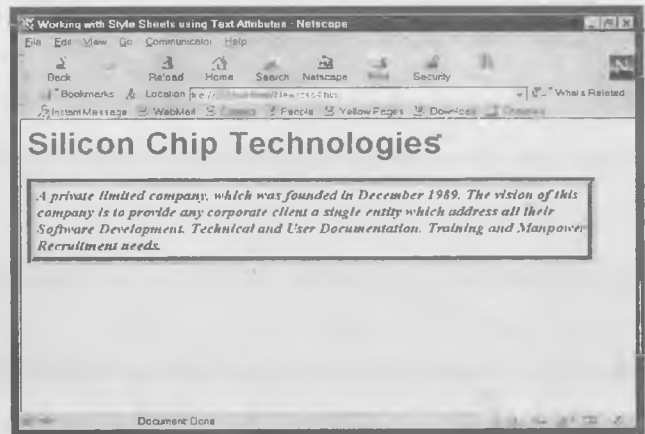 Working with Style Sheets using Text Attributes - Netscape
File Edit View Go Communicator Help
Back Reload Home Search Netscape Print Security
Bookmarks Location What's Related
Instant Message WebMail People Yellow Pages Download Channels
Silicon Chip Technologies
A private limited company, which was founded in December 1989. The vision of this
company is to provide any corporate client a single entity which address all their
Software Development. Technical and User Documentation. Training and Manpower
Recruitment needs.
Document: Done